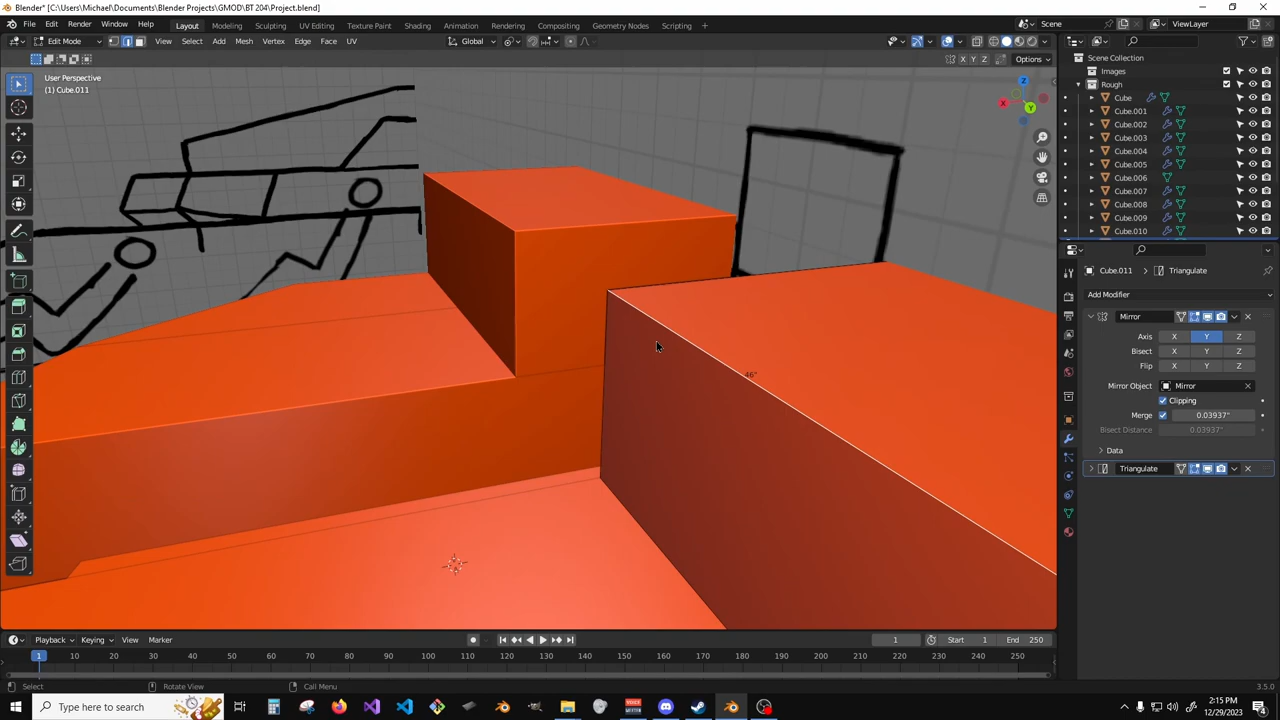 Blender* [C:\Users\Michael\Documents\Blender Projects\GMOD\BT 204\Project.blend]
File Edit Render Window Help Layout Modeling Sculpting UV Editing Texture Paint Shading Animation Rendering Compositing Geometry Nodes Scripting + Scene ViewLayer
Edit Mode View Select Add Mesh Vertex Edge Face UV Global
X Y Z Options
User Perspective
(1) Cube.011
Z
X
Y
46"
Scene Collection
Images
Rough
Cube
Cube.001
Cube.002
Cube.003
Cube.004
Cube.005
Cube.006
Cube.007
Cube.008
Cube.009
Cube.010
Cube.011 > Triangulate
Add Modifier
Mirror
Axis X Y Z
Bisect X Y Z
Flip X Y Z
Mirror Object Mirror
Clipping
Merge 0.03937"
Bisect Distance 0.03937"
Data
Triangulate
Playback Keying View Marker 1 Start 1 End 250
1 10 20 30 40 50 60 70 80 90 100 110 120 130 140 150 160 170 180 190 200 210 220 230 240 250
Select Rotate View Call Menu 3.5.0
Type here to search
2:15 PM
12/29/2023